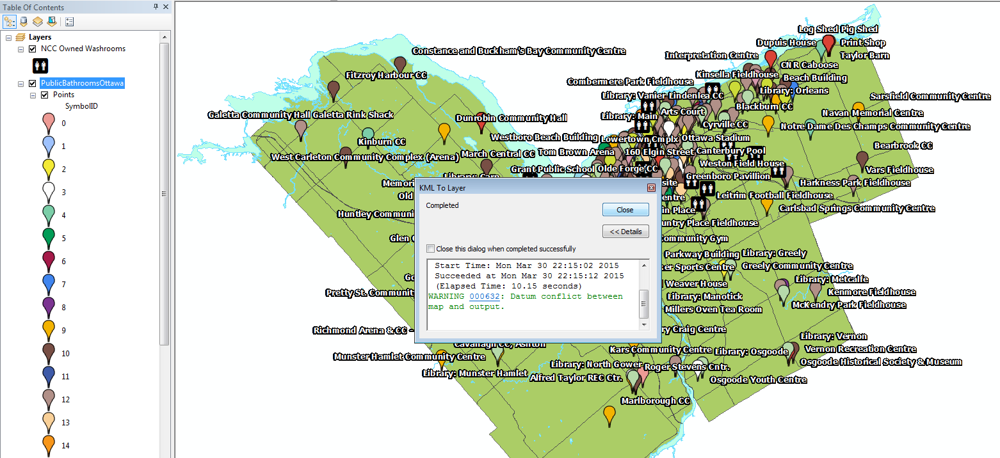 Table Of Contents
Layers
NCC Owned Washrooms
PublicBathroomsOttawa
Points
SymbolID
0
1
2
3
4
5
6
7
8
9
10
11
12
13
14
Log Shed Pig Shed
Dupuis House
Print Shop
Constance and Buckham's Bay Community Centre
Interpretation Centre
Taylor Barn
CNR Caboose
Fitzroy Harbour CC
Kinsella Fieldhouse
Beach Building
Combermere Park Fieldhouse
Library: Orleans
Library: Vanier Lindenlea CC
Sarsfield Community Centre
Blackburn CC
Galetta Community Hall Galetta Rink Shack
Dunrobin Community Hall
Library: Main
Arts Court
Navan Memorial Centre
Cyrville CC
Notre Dame Des Champs Community Centre
Kinburn CC
Westboro Beach Building
Lowertown Cmplx
Ottawa Stadium
Bearbrook CC
West Carleton Community Complex (Arena)
March Central CC
Tom Brown Arena
160 Elgin Street
Canterbury Pool
Weston Field House
Grant Public School
Olde Forge CC
Vars Fieldhouse
Library: Carp
Greenboro Pavillion
Memori
site
Harkness Park Fieldhouse
Old
entre
Leitrim Football Fieldhouse
in Place
Carlsbad Springs Community Centre
Huntley Communi
untry Place Fieldhouse
Glen
ommunity Gym
Parkway Building
Library: Greely
er Sports Centre
Greely Community Centre
Go
Weaver House
Library: Metcalfe
Pretty St. Community
Library: Manotick
Kenmore Fieldhouse
Millers Oven Tea Room
McKendry Park Fieldhouse
Richmond Arena & CC -
ry Craig Centre
Library: Vernon
Cavanagh CC, Ashton
Kars Community Centre
Library: Osgoode
Vernon Recreation Centre
Munster Hamlet Community Centre
Osgoode Historical Society & Museum
Library: North Gower
Roger Stevens Cntr.
Library: Munster Hamlet
Alfred Taylor REC Ctr.
Osgoode Youth Centre
Marlborough CC
KML To Layer
Completed
Close
<< Details
Close this dialog when completed successfully
Start Time: Mon Mar 30 22:15:02 2015
Succeeded at Mon Mar 30 22:15:12 2015
(Elapsed Time: 10.15 seconds)
WARNING 000632: Datum conflict between
map and output.